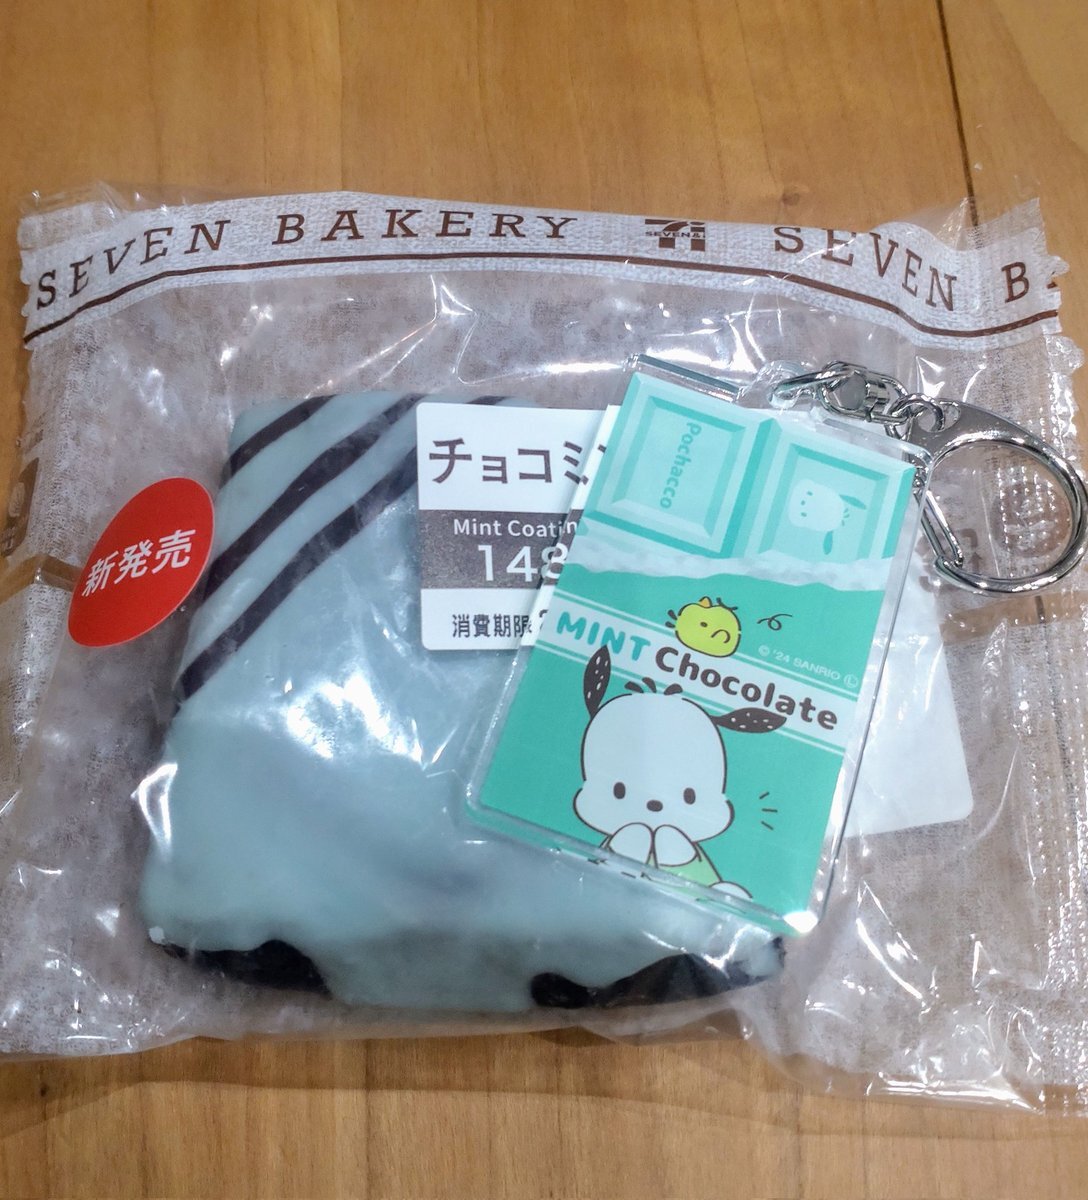 SEVEN BAKERY
SEVEN&i
SEVEN B
新発売
チョコミ
Mint Coatin
148
消費期限
Pochacco
MINT Chocolate
© '24 SANRIO Ⓛ